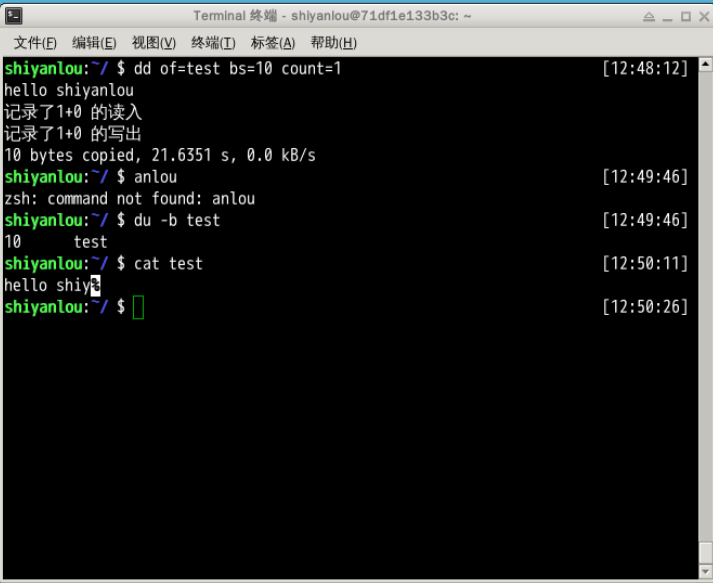 Terminal 终端 - shiyanlou@71df1e133b3c: ~
文件(F) 编辑(E) 视图(V) 终端(T) 标签(A) 帮助(H)
shiyanlou:~/ $ dd of=test bs=10 count=1 [12:48:12]
hello shiyanlou
记录了1+0 的读入
记录了1+0 的写出
10 bytes copied, 21.6351 s, 0.0 kB/s
shiyanlou:~/ $ anlou [12:49:46]
zsh: command not found: anlou
shiyanlou:~/ $ du -b test [12:49:46]
10 test
shiyanlou:~/ $ cat test [12:50:11]
hello shiy%
shiyanlou:~/ $ [12:50:26]